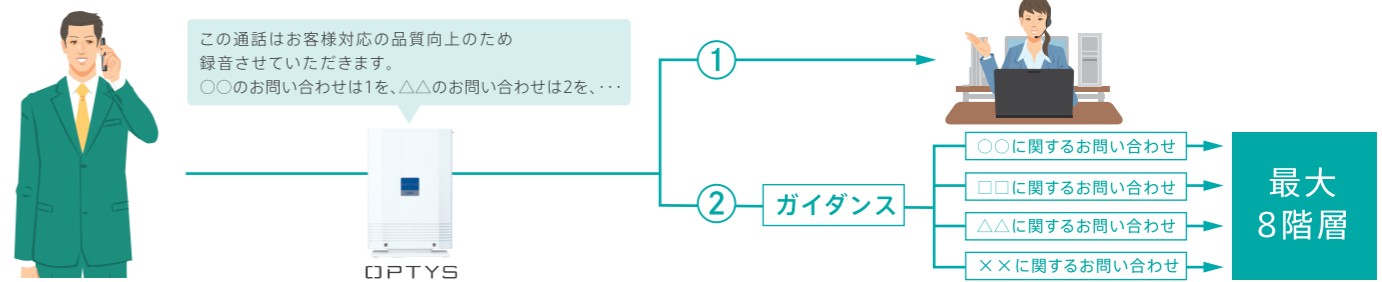 この通話はお客様対応の品質向上のため
録音させていただきます。
○○のお問い合わせは1を、△△のお問い合わせは2を、･･･
OPTYS
1
2
ガイダンス
○○に関するお問い合わせ
□□に関するお問い合わせ
△△に関するお問い合わせ
××に関するお問い合わせ
最大
8階層